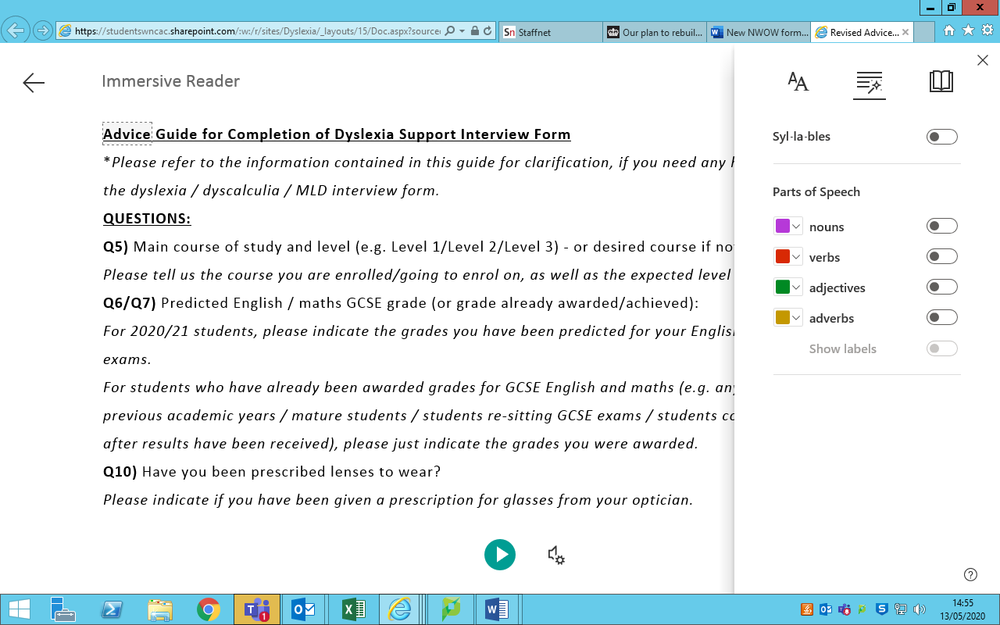 https://studentswncac.sharepoint.com/:w:/r/sites/Dyslexia/_layouts/15/Doc.aspx?source
Sn Staffnet
Our plan to rebuil...
New NWOW form...
Revised Advice...
Immersive Reader
Advice Guide for Completion of Dyslexia Support Interview Form
*Please refer to the information contained in this guide for clarification, if you need any
the dyslexia / dyscalculia / MLD interview form.
QUESTIONS:
Q5) Main course of study and level (e.g. Level 1/Level 2/Level 3) - or desired course if
Please tell us the course you are enrolled/going to enrol on, as well as the expected level
Q6/Q7) Predicted English / maths GCSE grade (or grade already awarded/achieved):
For 2020/21 students, please indicate the grades you have been predicted for your
exams.
For students who have already been awarded grades for GCSE English and maths (e.g.
previous academic years / mature students / students re-sitting GCSE exams / students
after results have been received), please just indicate the grades you were awarded.
Q10) Have you been prescribed lenses to wear?
Please indicate if you have been given a prescription for glasses from your optician.
AA
Syl-la-bles
Parts of Speech
nouns
verbs
adjectives
adverbs
Show labels
1
14:55
13/05/2020